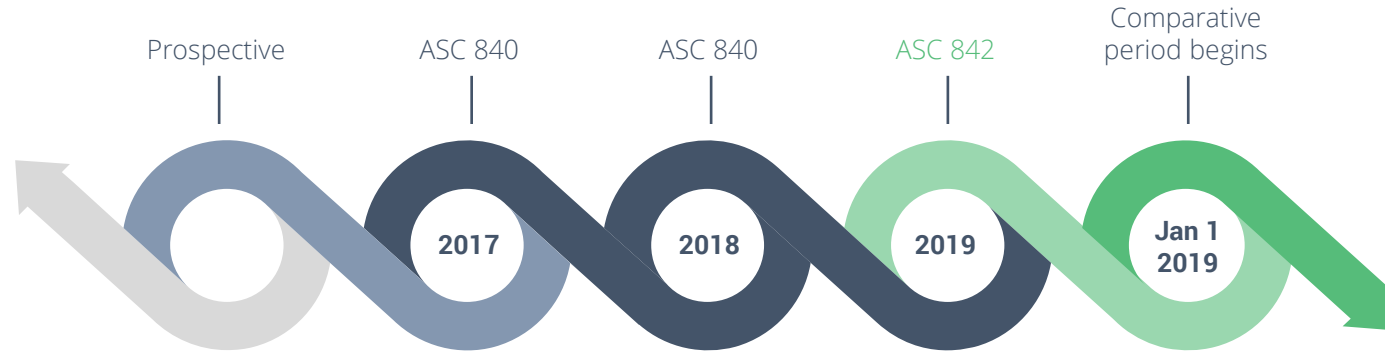 Prospective
ASC 840
ASC 840
ASC 842
Comparative
period begins
2017
2018
2019
Jan 1
2019